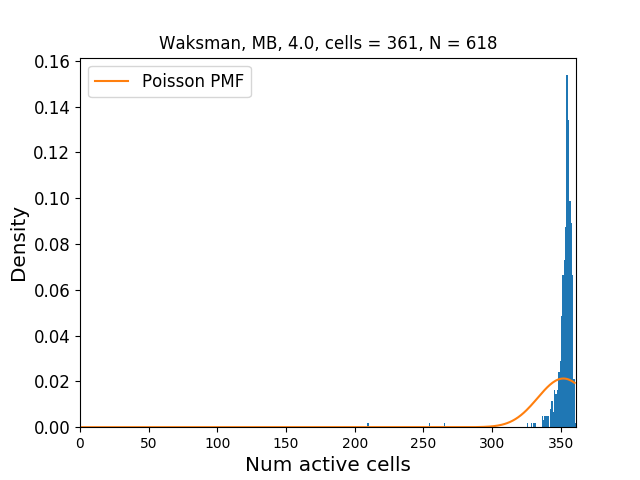 Waksman, MB, 4.0, cells = 361, N = 618
Poisson PMF
0.16
0.14
0.12
0.10
0.08
0.06
0.04
0.02
0.00
Density
0 50 100 150 200 250 300 350
Num active cells